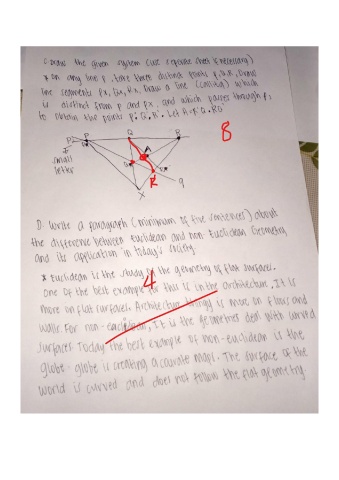 C. Draw the given system (use separate sheet if necessary)
* On any line p, take three distinct points P, Q, R. Draw
line segments PX, QX, RX. Draw a line (call it q) which
is distinct from p and PX, and which passes through P;
to obtain the points P', Q', R'. Let
8
P Q R
P
small
letter
A
R
q
X
D. Write a paragraph (minimum of five sentences) about
the difference between Euclidean and non Euclidean Geometry
and its application in today's society.
* Euclidean is the study of the geometry of flat surfaces.
4
One of the best example for this is in the architecture, It is
more on flat surfaces. Architecture is more on floors and
walls. For non-euclidean, It is the geometries deal with curved
surfaces. Today the best example of non-euclidean is the
globe. globe is creating accurate maps. The surface of the
world is curved and does not follow the flat geometry